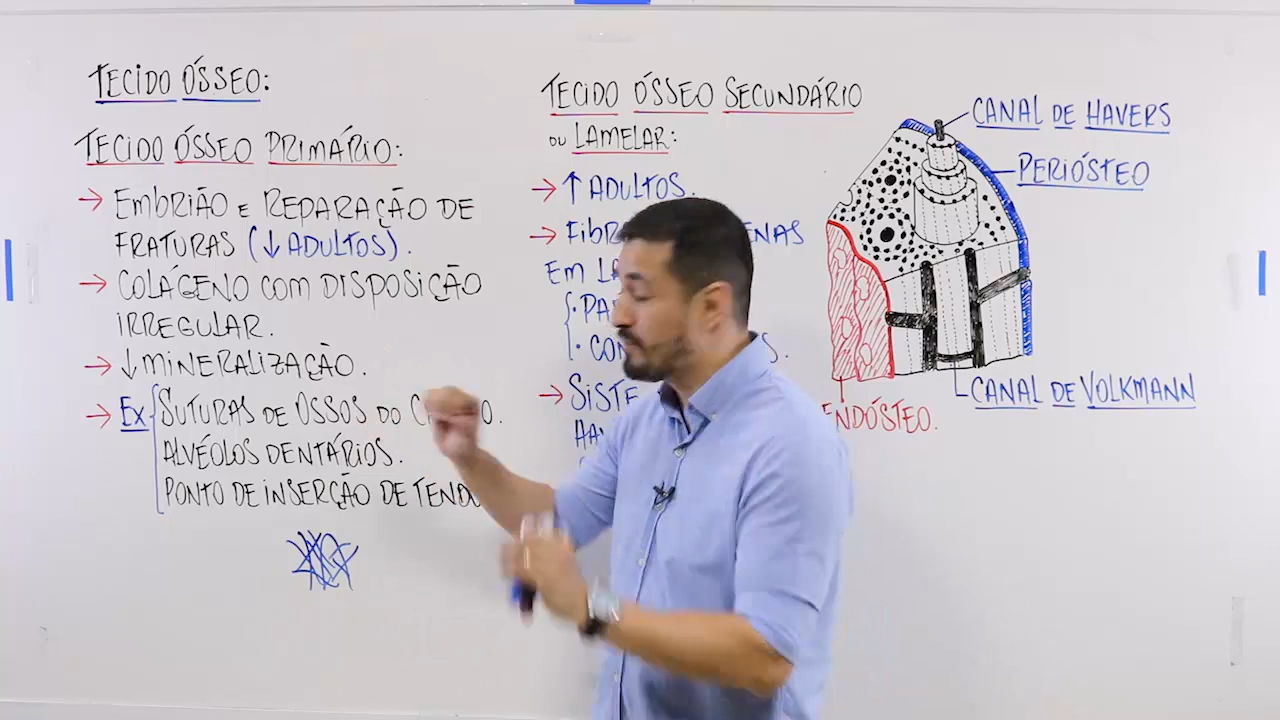 TECIDO ÓSSEO:
TECIDO ÓSSEO PRIMÁRIO:
→ EMBRIÃO E REPARAÇÃO DE
FRATURAS (↓ ADULTOS).
→ COLÁGENO COM DISPOSIÇÃO
IRREGULAR.
→ ↓ MINERALIZAÇÃO.
→ EX SUTURAS DE OSSOS DO
ALVÉOLOS DENTÁRIOS.
PONTO DE INSERÇÃO DE
TECIDO ÓSSEO SECUNDÁRIO
OU LAMELAR:
→ ↑ ADULTOS.
→
EM
→
CANAL DE HAVERS
PERIÓSTEO
CANAL DE VOLKMANN
ENDÓSTEO.